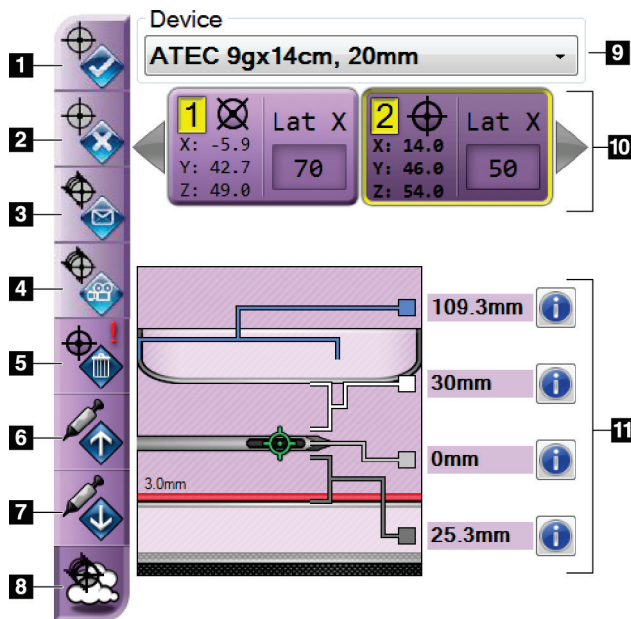 Device
1
ATEC 9gx14cm, 20mm
9
2
1
Lat X
X: -5.9
Y: 42.7
Z: 49.0
70
2
Lat X
X: 14.0
Y: 46.0
Z: 54.0
50
10
3
4
109.3mm
5
!
30mm
6
0mm
11
7
3.0mm
25.3mm
8